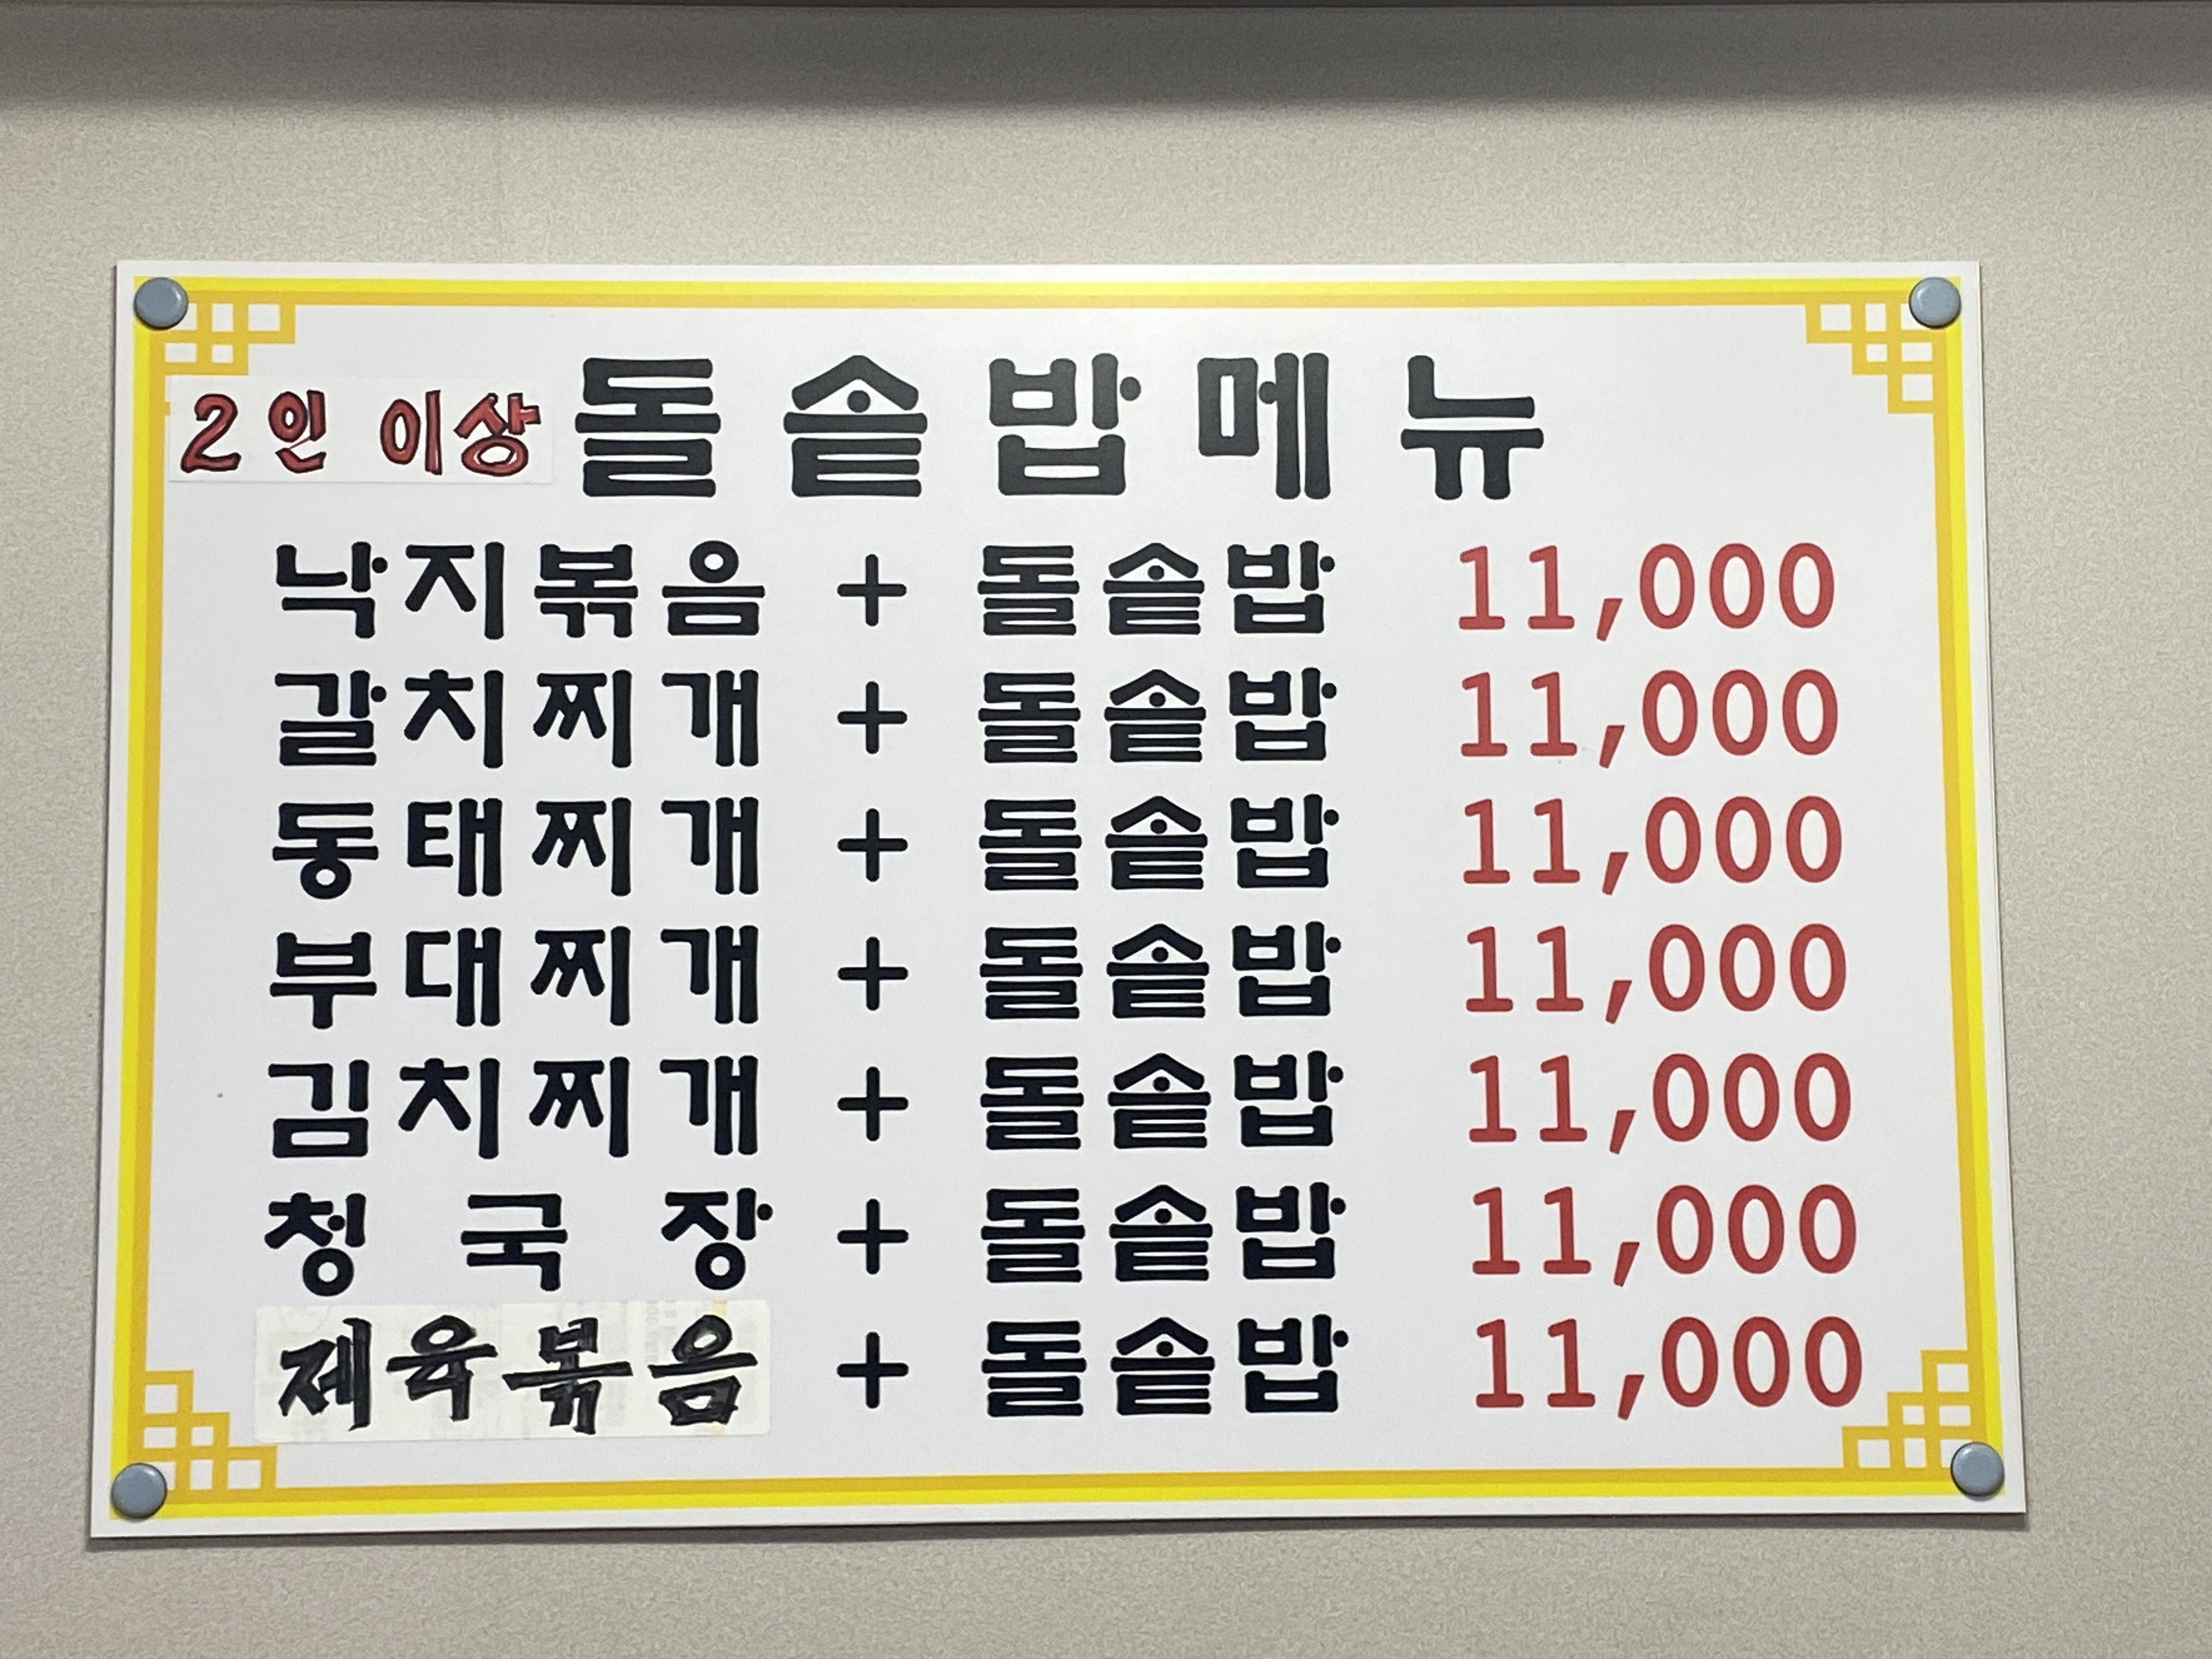 2인 이상 돌솥밥메뉴
낙지볶음 + 돌솥밥 11,000
갈치찌개 + 돌솥밥 11,000
동태찌개 + 돌솥밥 11,000
부대찌개 + 돌솥밥 11,000
김치찌개 + 돌솥밥 11,000
청국장 + 돌솥밥 11,000
제육볶음 + 돌솥밥 11,000